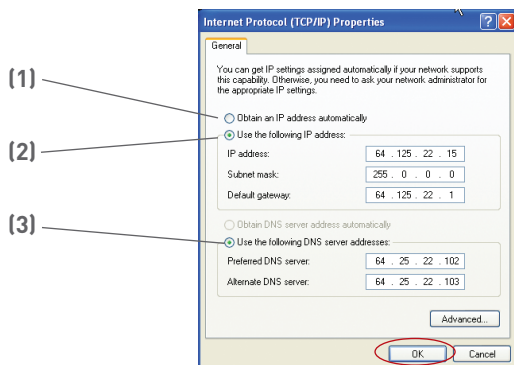 Internet Protocol (TCP/IP) Properties
General
You can get IP settings assigned automatically if your network supports
this capability. Otherwise, you need to ask your network administrator for
the appropriate IP settings.
(1)
Obtain an IP address automatically
(2)
Use the following IP address:
IP address: 64 . 125 . 22 . 15
Subnet mask: 255 . 0 . 0 . 0
Default gateway: 64 . 125 . 22 . 1
Obtain DNS server address automatically
(3)
Use the following DNS server addresses:
Preferred DNS server: 64 . 25 . 22 . 102
Alternate DNS server: 64 . 25 . 22 . 103
Advanced...
OK Cancel